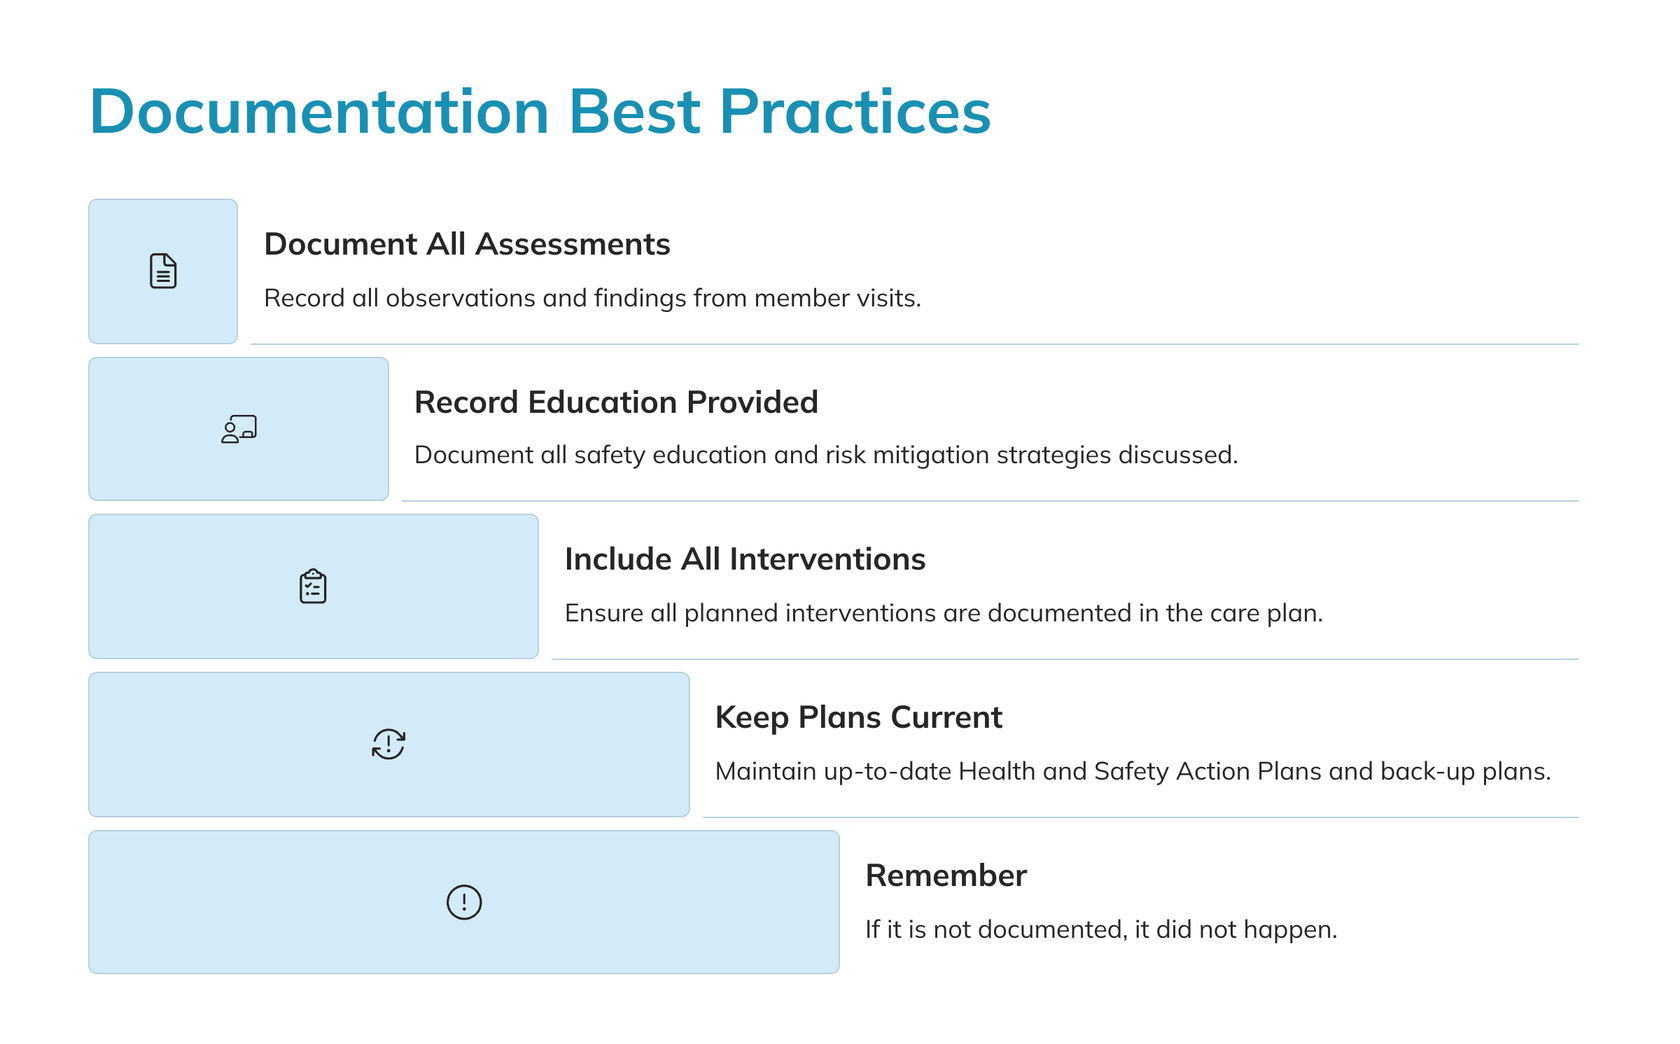 Documentation Best Practices
Document All Assessments
Record all observations and findings from member visits.
Record Education Provided
Document all safety education and risk mitigation strategies discussed.
Include All Interventions
Ensure all planned interventions are documented in the care plan.
Keep Plans Current
Maintain up-to-date Health and Safety Action Plans and back-up plans.
Remember
If it is not documented, it did not happen.